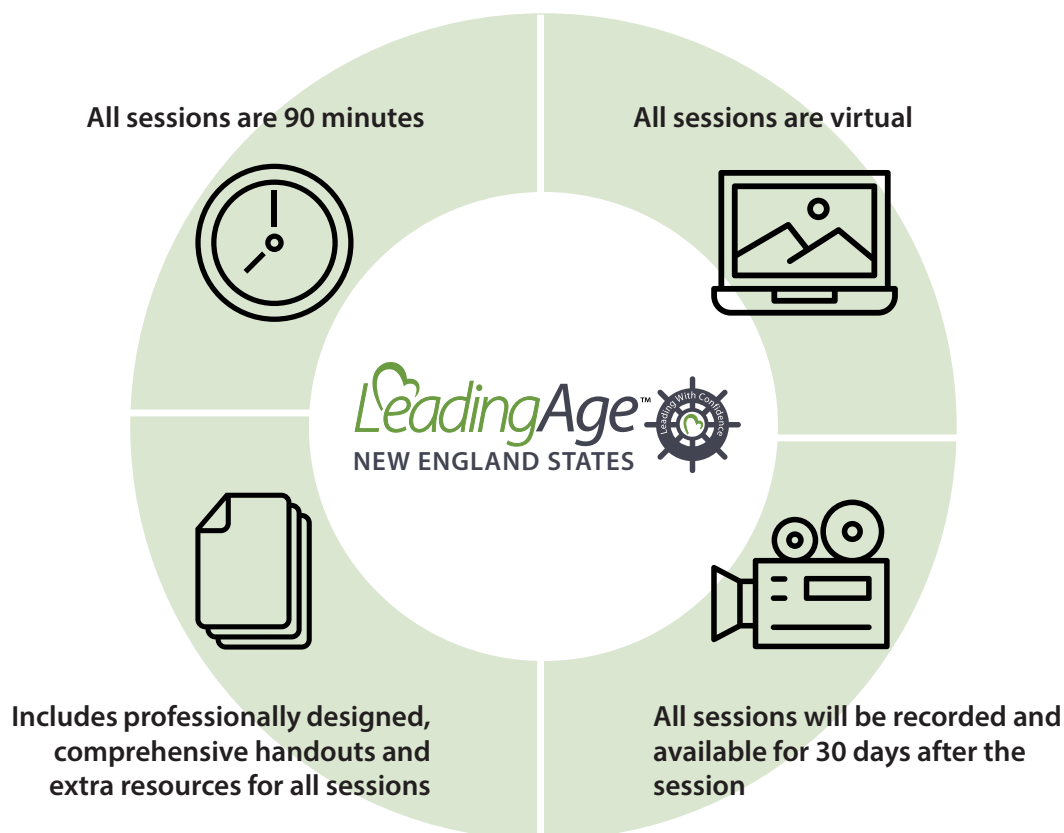 All sessions are 90 minutes
All sessions are virtual
LeadingAge™
NEW ENGLAND STATES
Leading With Confidence
Includes professionally designed,
comprehensive handouts and
extra resources for all sessions
All sessions will be recorded and
available for 30 days after the
session